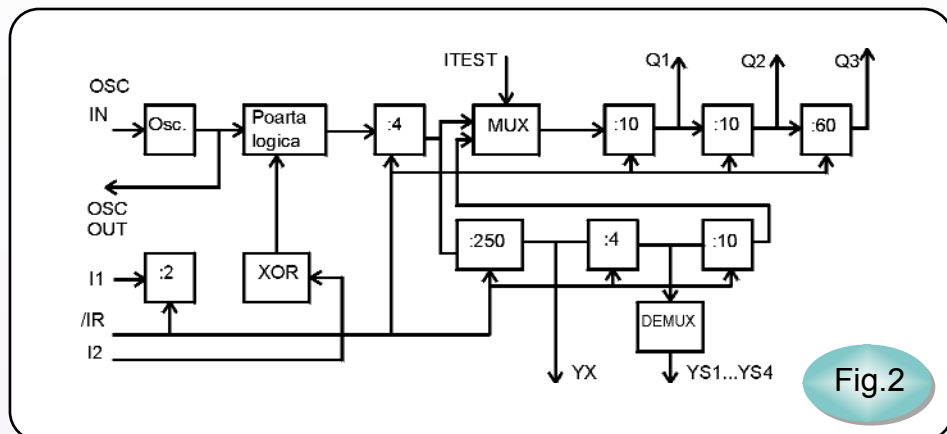 ITEST
Q1
Q2
Q3
OSC
IN
Osc.
Poarta
logica
:4
MUX
:10
:10
:60
OSC
OUT
:250
:4
:10
I1
:2
XOR
/IR
I2
DEMUX
YX
YS1...YS4
Fig.2